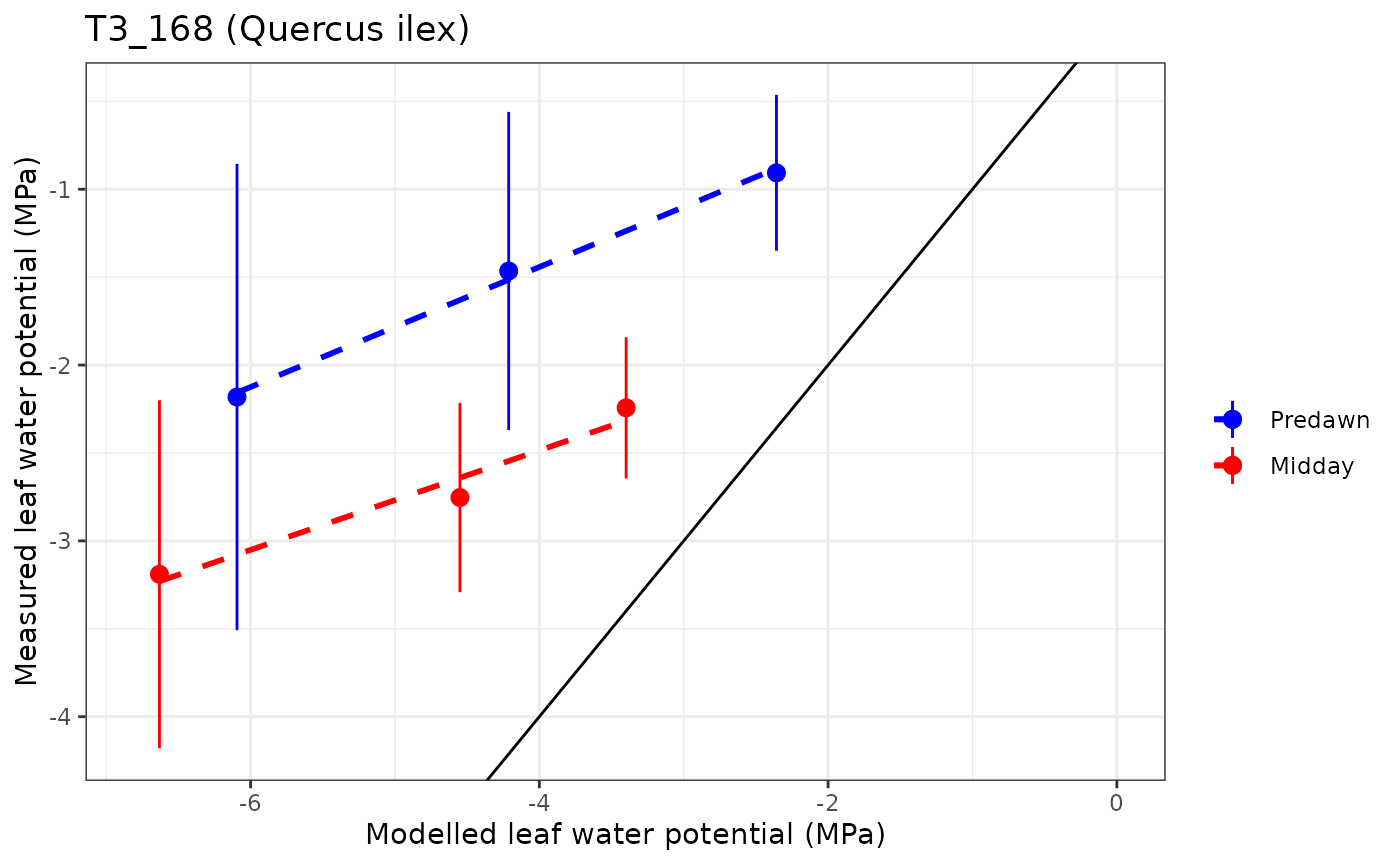 T3_168 (Quercus ilex)
Measured leaf water potential (MPa)
-1
-2
-3
-4
-6
-4
-2
0
Modelled leaf water potential (MPa)
Predawn
Midday